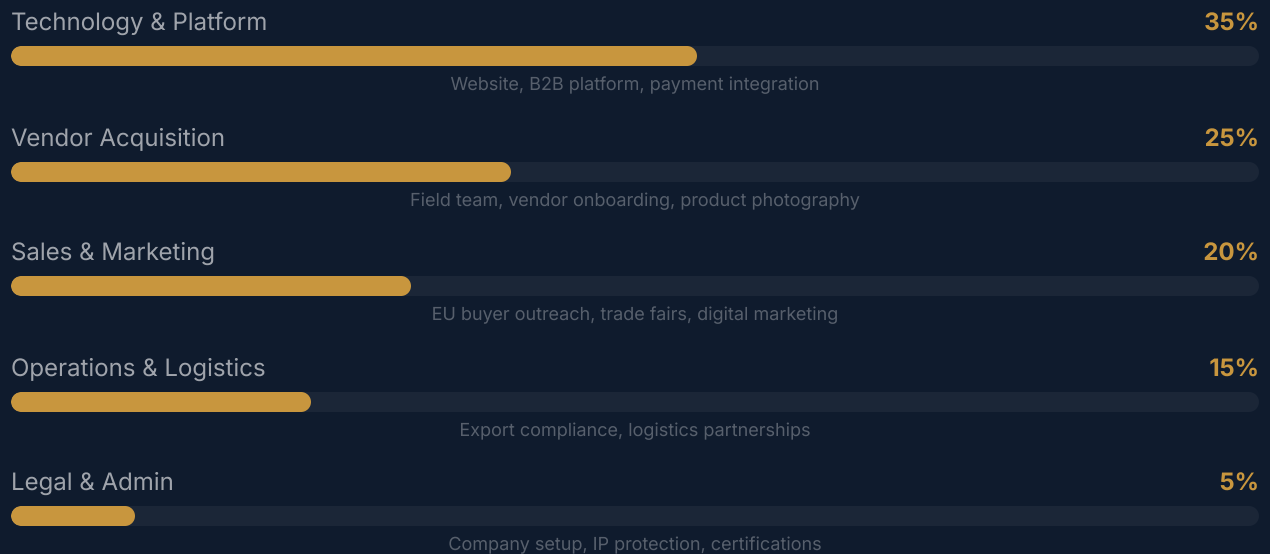 Technology & Platform 35%
Website, B2B platform, payment integration
Vendor Acquisition 25%
Field team, vendor onboarding, product photography
Sales & Marketing 20%
EU buyer outreach, trade fairs, digital marketing
Operations & Logistics 15%
Export compliance, logistics partnerships
Legal & Admin 5%
Company setup, IP protection, certifications